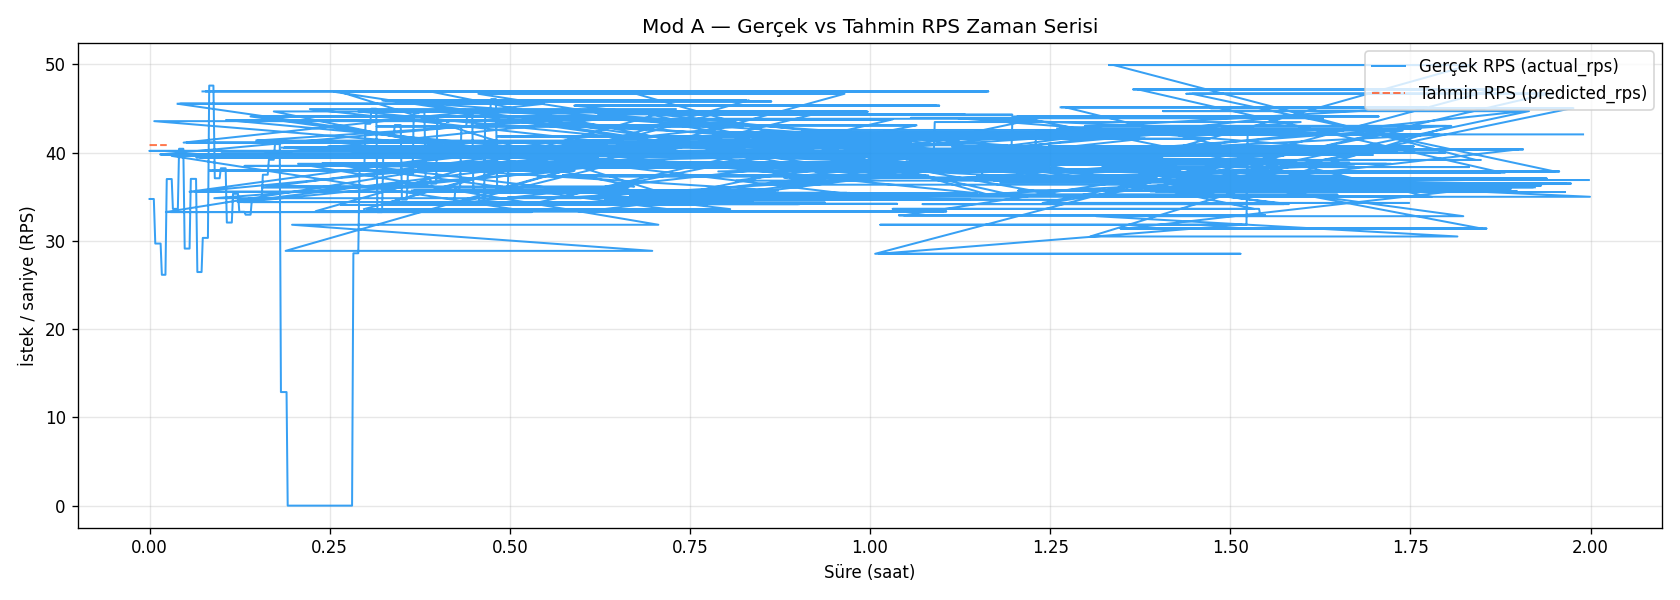 Mod A — Gerçek vs Tahmin RPS Zaman Serisi
Gerçek RPS (actual_rps)
Tahmin RPS (predicted_rps)
İstek / saniye (RPS)
50
40
30
20
10
0
0.00 0.25 0.50 0.75 1.00 1.25 1.50 1.75 2.00
Süre (saat)